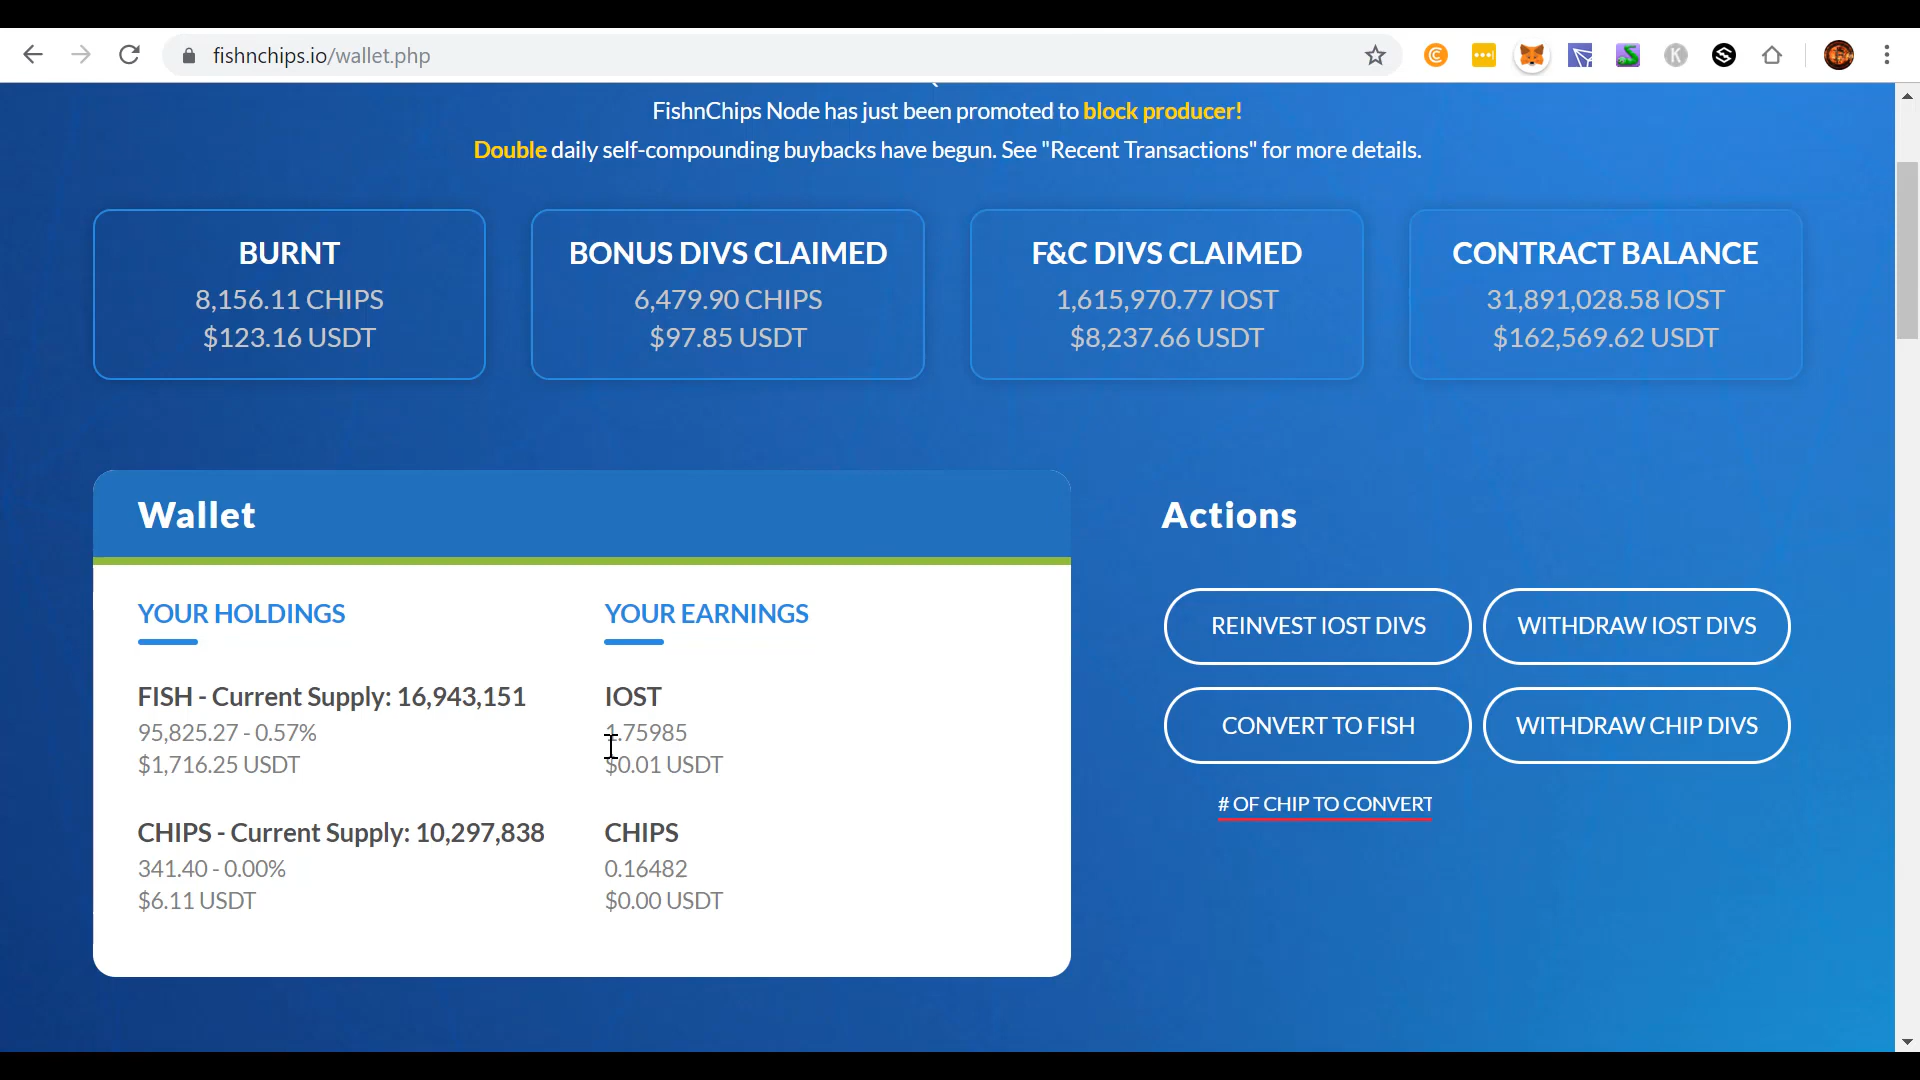 fishnchips.io/wallet.php
FishnChips Node has just been promoted to block producer!
Double daily self-compounding buybacks have begun. See "Recent Transactions" for more details.
BURNT
8,156.11 CHIPS
$123.16 USDT
BONUS DIVS CLAIMED
6,479.90 CHIPS
$97.85 USDT
F&C DIVS CLAIMED
1,615,970.77 IOST
$8,237.66 USDT
CONTRACT BALANCE
31,891,028.58 IOST
$162,569.62 USDT
Wallet
YOUR HOLDINGS
FISH - Current Supply: 16,943,151
95,825.27 - 0.57%
$1,716.25 USDT
CHIPS - Current Supply: 10,297,838
341.40 - 0.00%
$6.11 USDT
YOUR EARNINGS
IOST
1.75985
$0.01 USDT
CHIPS
0.16482
$0.00 USDT
Actions
REINVEST IOST DIVS
WITHDRAW IOST DIVS
CONVERT TO FISH
WITHDRAW CHIP DIVS
# OF CHIP TO CONVERT